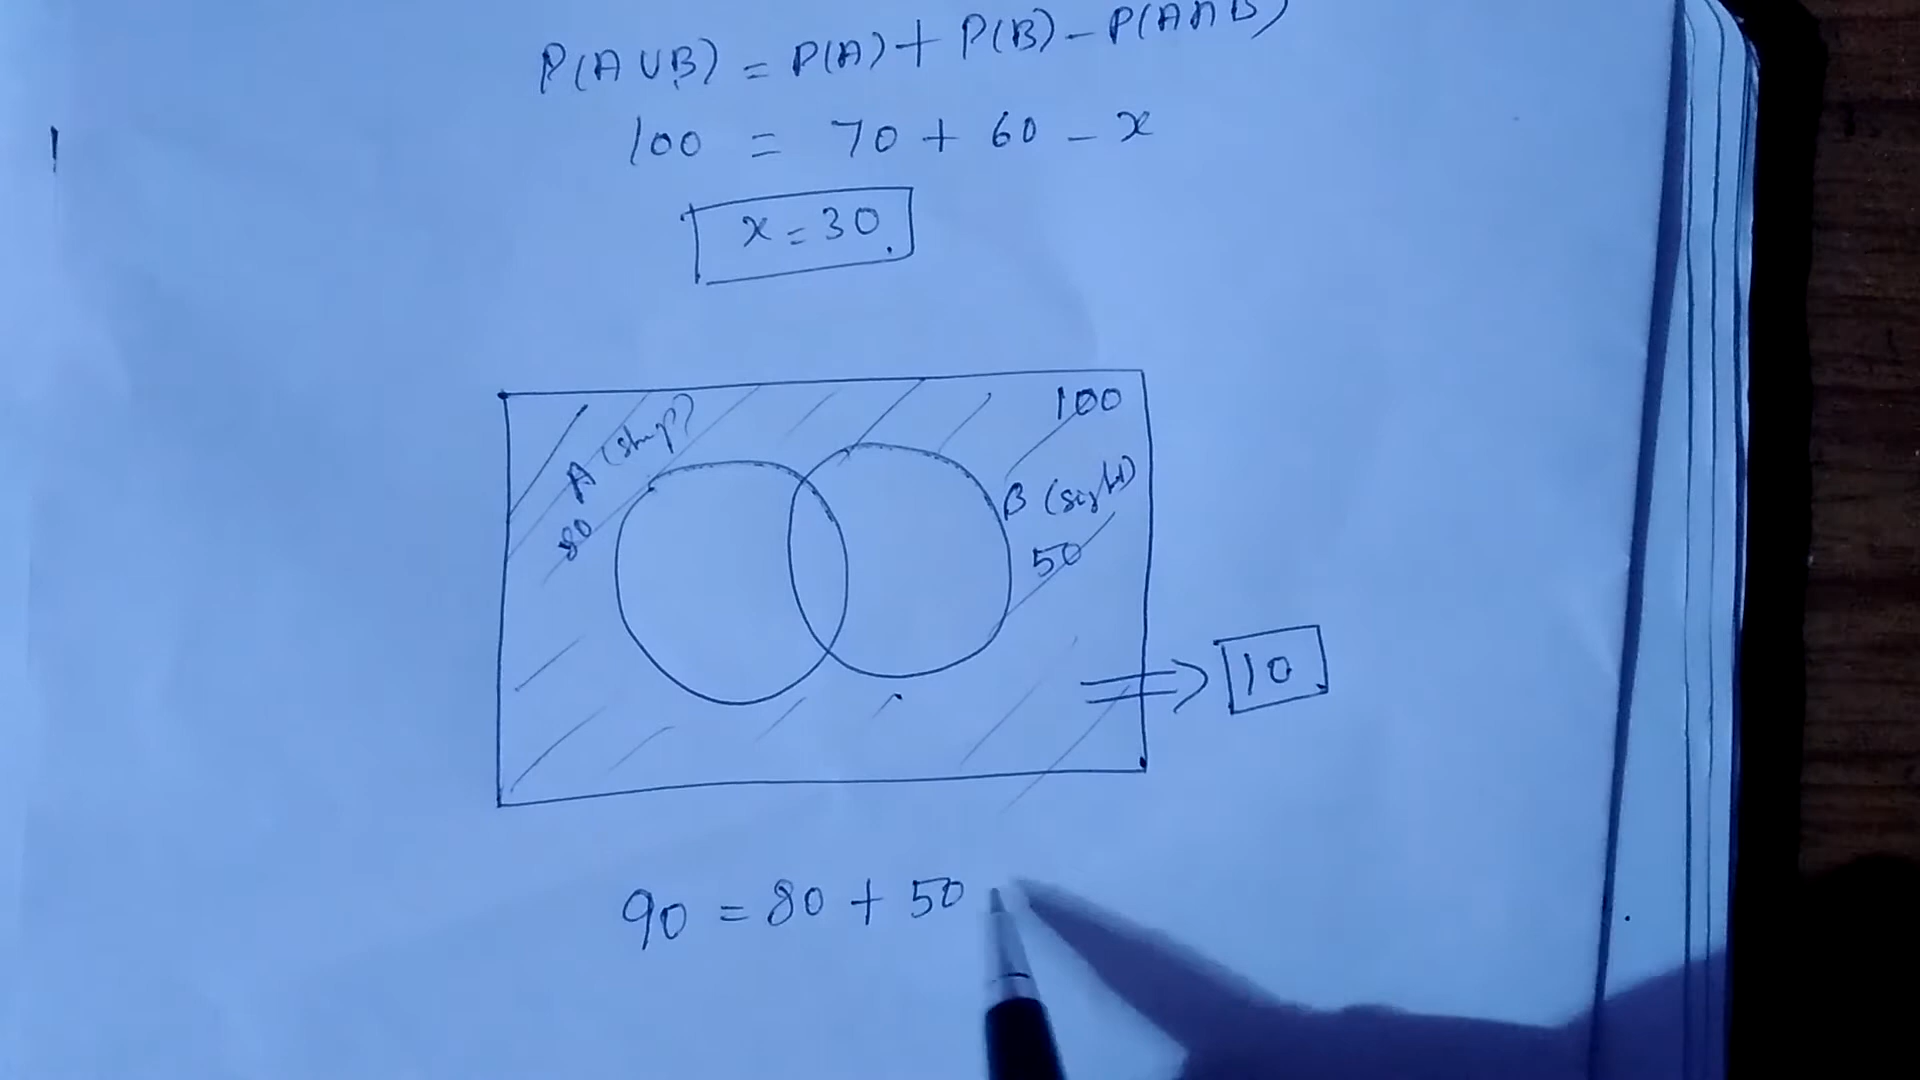 P(A∪B) = P(A) + P(B) - P(A∩B)
100 = 70 + 60 - x
x = 30.
100
A
B
80
50
10
90 = 80 + 50